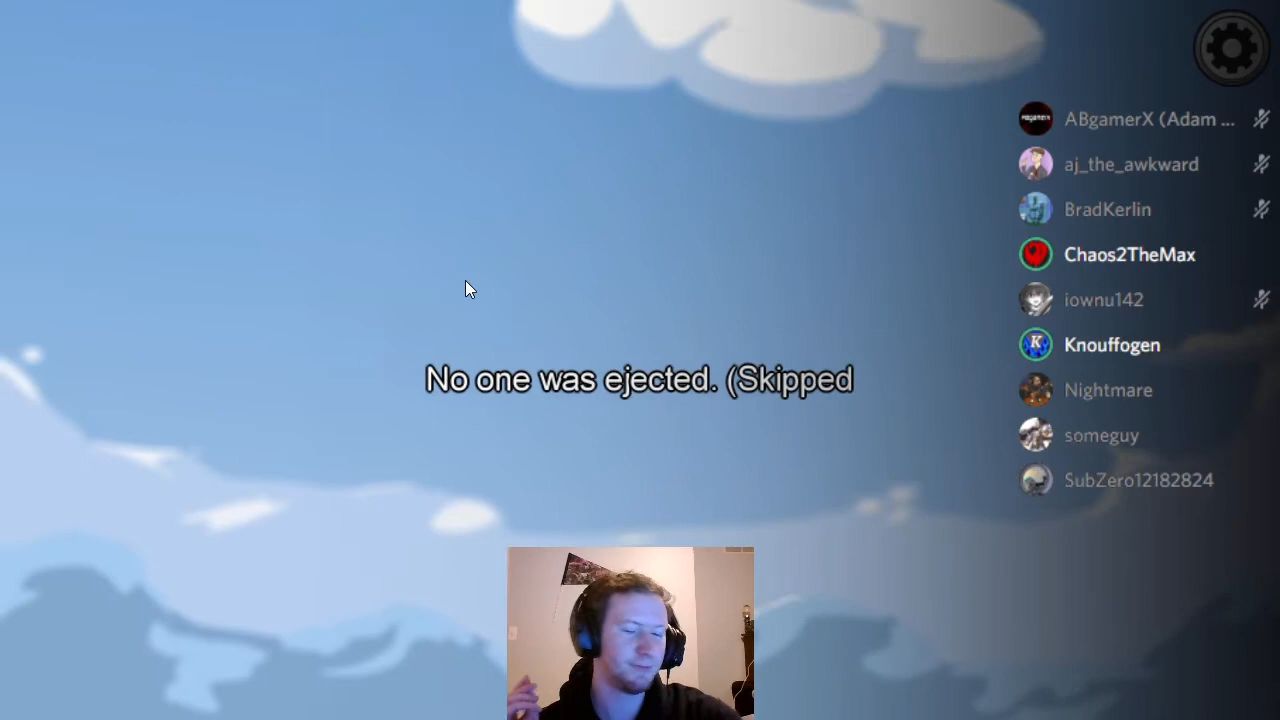 ABgamerX (Adam ...
aj_the_awkward
BradKerlin
Chaos2TheMax
iownu142
No one was ejected. (Skipped
Knouffogen
Nightmare
someguy
SubZero12182824